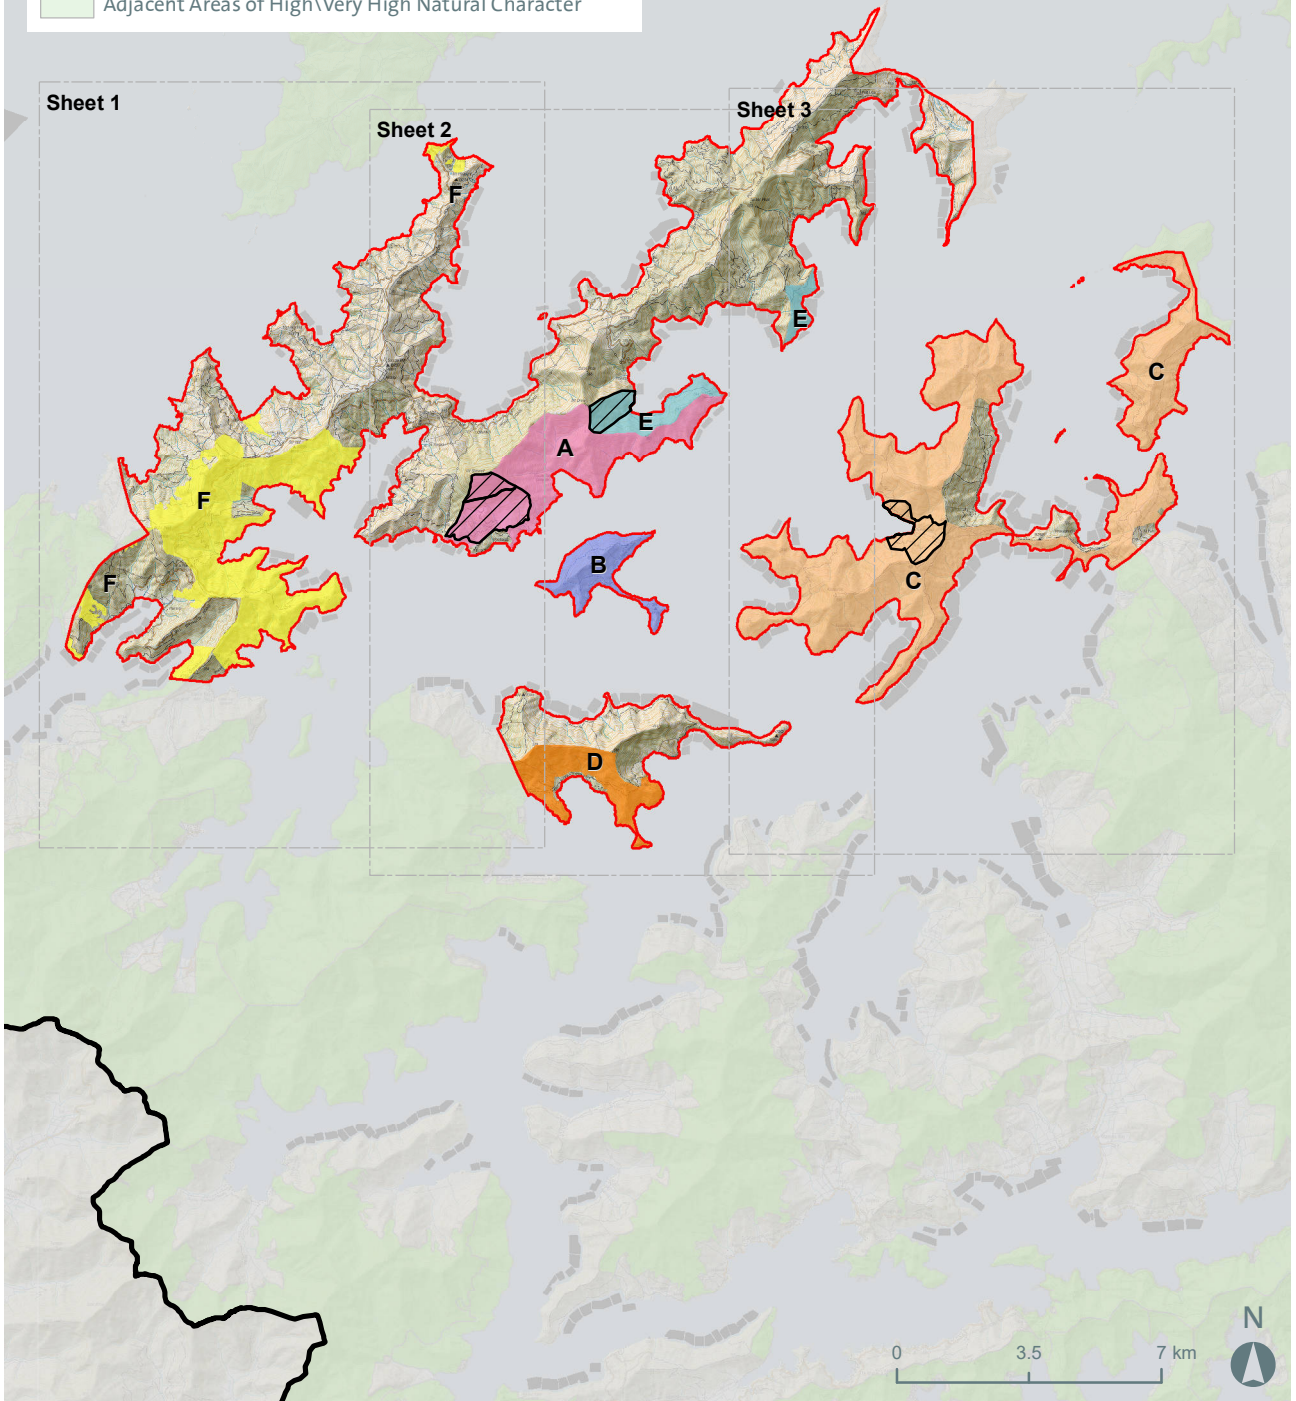 Adjacent Areas of High\Very High Natural Character
Sheet 1
Sheet 2
Sheet 3
F
E
C
A
E
F
B
F
C
D
N
0 3.5 7 km